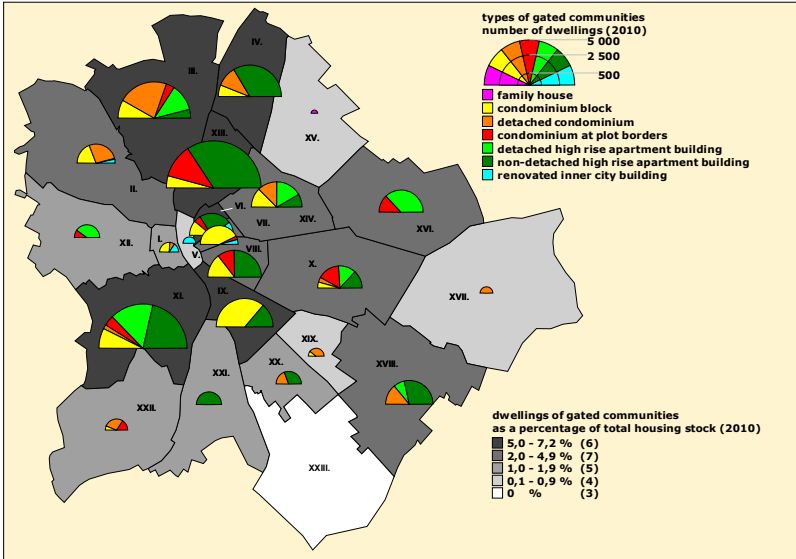 types of gated communities
number of dwellings (2010)
5 000
2 500
500
family house
condominium block
detached condominium
condominium at plot borders
detached high rise apartment building
non-detached high rise apartment building
renovated inner city building
IV.
III.
XV.
XIII.
II.
VI.
XIV.
VII.
XVI.
XII.
I.
V.
VIII.
X.
XVII.
XI.
IX.
XIX.
XVIII.
XX.
XXI.
XXII.
XXIII.
dwellings of gated communities
as a percentage of total housing stock (2010)
5,0 - 7,2 % (6)
2,0 - 4,9 % (7)
1,0 - 1,9 % (5)
0,1 - 0,9 % (4)
0 % (3)